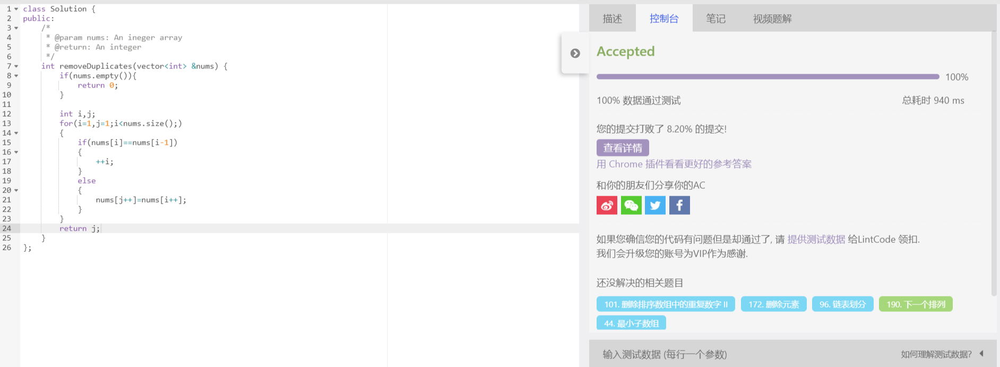 1 class Solution {
2 public:
3     /*
4      * @param nums: An ineger array
5      * @return: An integer
6      */
7     int removeDuplicates(vector<int> &nums) {
8         if(nums.empty()){
9             return 0;
10         }
11
12         int i,j;
13         for(i=1,j=1;i<nums.size();)
14         {
15             if(nums[i]==nums[i-1])
16             {
17                 ++i;
18             }
19             else
20             {
21                 nums[j++]=nums[i++];
22             }
23         }
24         return j;
25     }
26 };
描述 控制台 笔记 视频题解
Accepted
100%
100% 数据通过测试 总耗时 940 ms
您的提交打败了 8.20% 的提交!
查看详情
用 Chrome 插件看看更好的参考答案
和你的朋友们分享你的AC
如果您确信您的代码有问题但是却通过了, 请 提供测试数据 给LintCode 领扣.
我们会升级您的账号为VIP作为感谢.
还没解决的相关题目
101. 删除排序数组中的重复数字 II 172. 删除元素 96. 链表划分 190. 下一个排列
44. 最小子数组
输入测试数据 (每行一个参数) 如何理解测试数据?